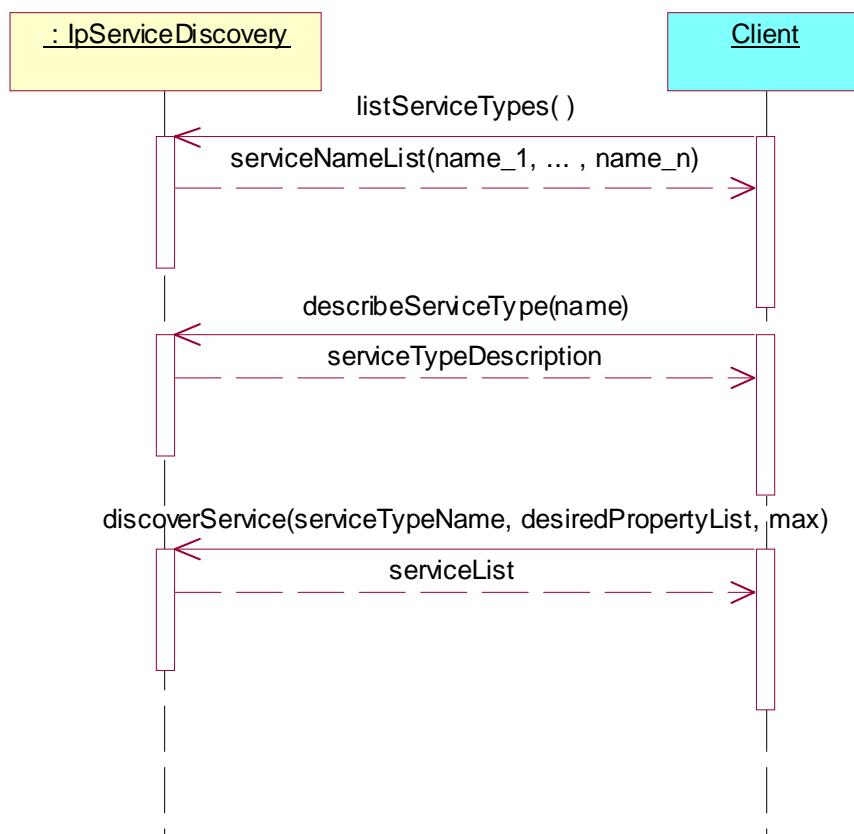 : IpServiceDiscovery
Client
listServiceTypes( )
serviceNameList(name_1, ... , name_n)
describeServiceType(name)
serviceTypeDescription
discoverService(serviceTypeName, desiredPropertyList, max)
serviceList